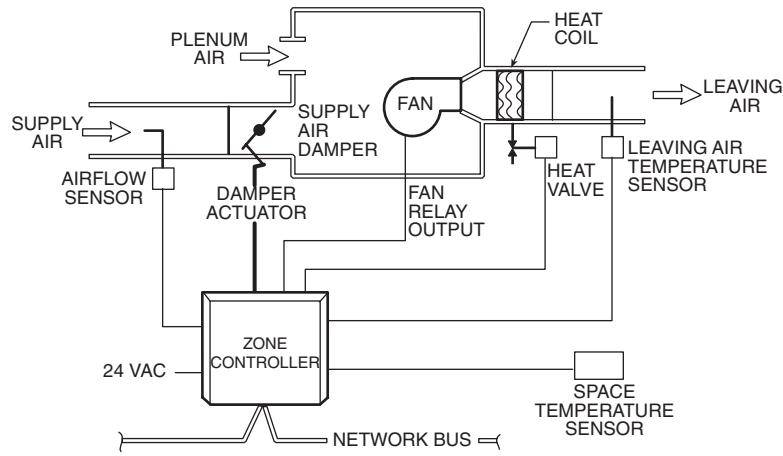 HEAT
COIL
PLENUM
AIR
FAN
LEAVING
AIR
SUPPLY
AIR
SUPPLY
AIR
DAMPER
AIRFLOW
SENSOR
DAMPER
ACTUATOR
FAN
RELAY
OUTPUT
HEAT
VALVE
LEAVING AIR
TEMPERATURE
SENSOR
ZONE
CONTROLLER
24 VAC
SPACE
TEMPERATURE
SENSOR
NETWORK BUS